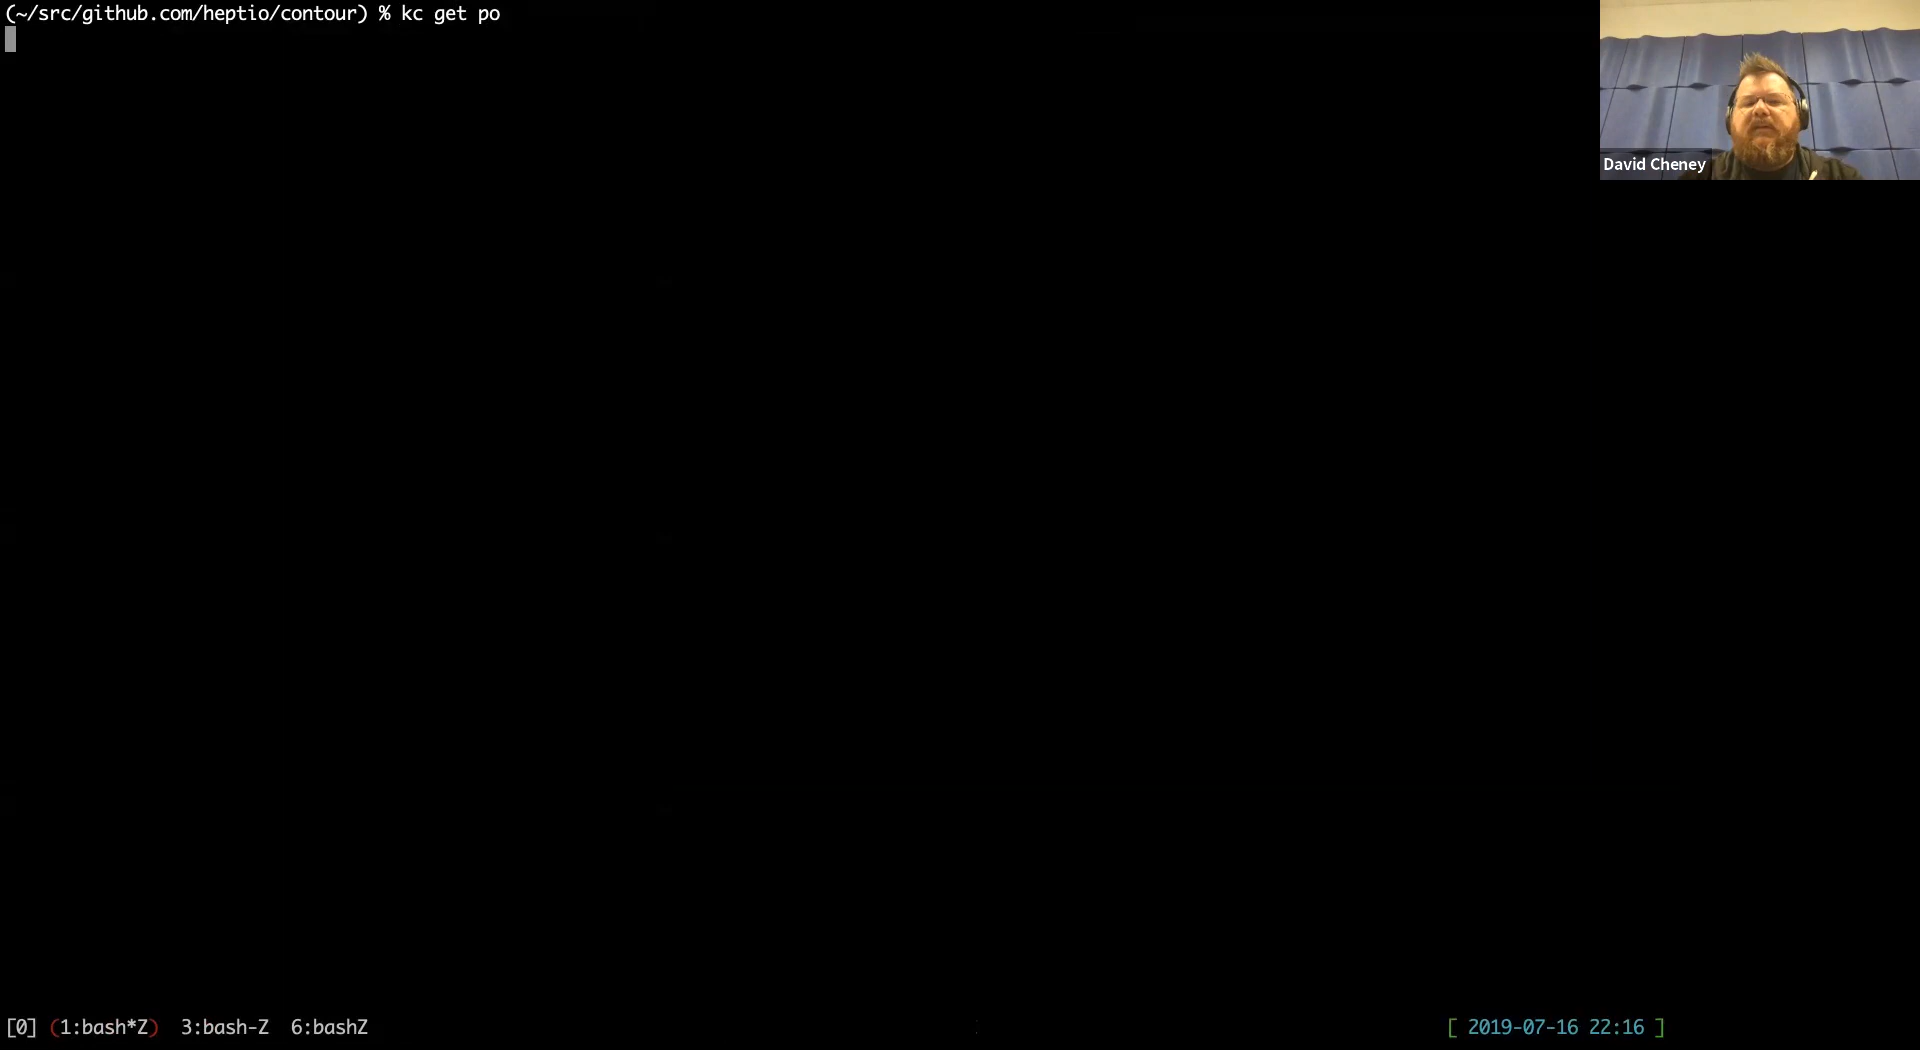 (~/src/github.com/heptio/contour) % kc get po
David Cheney
[0] (1:bash*Z) 3:bash-Z 6:bashZ [ 2019-07-16 22:16 ]